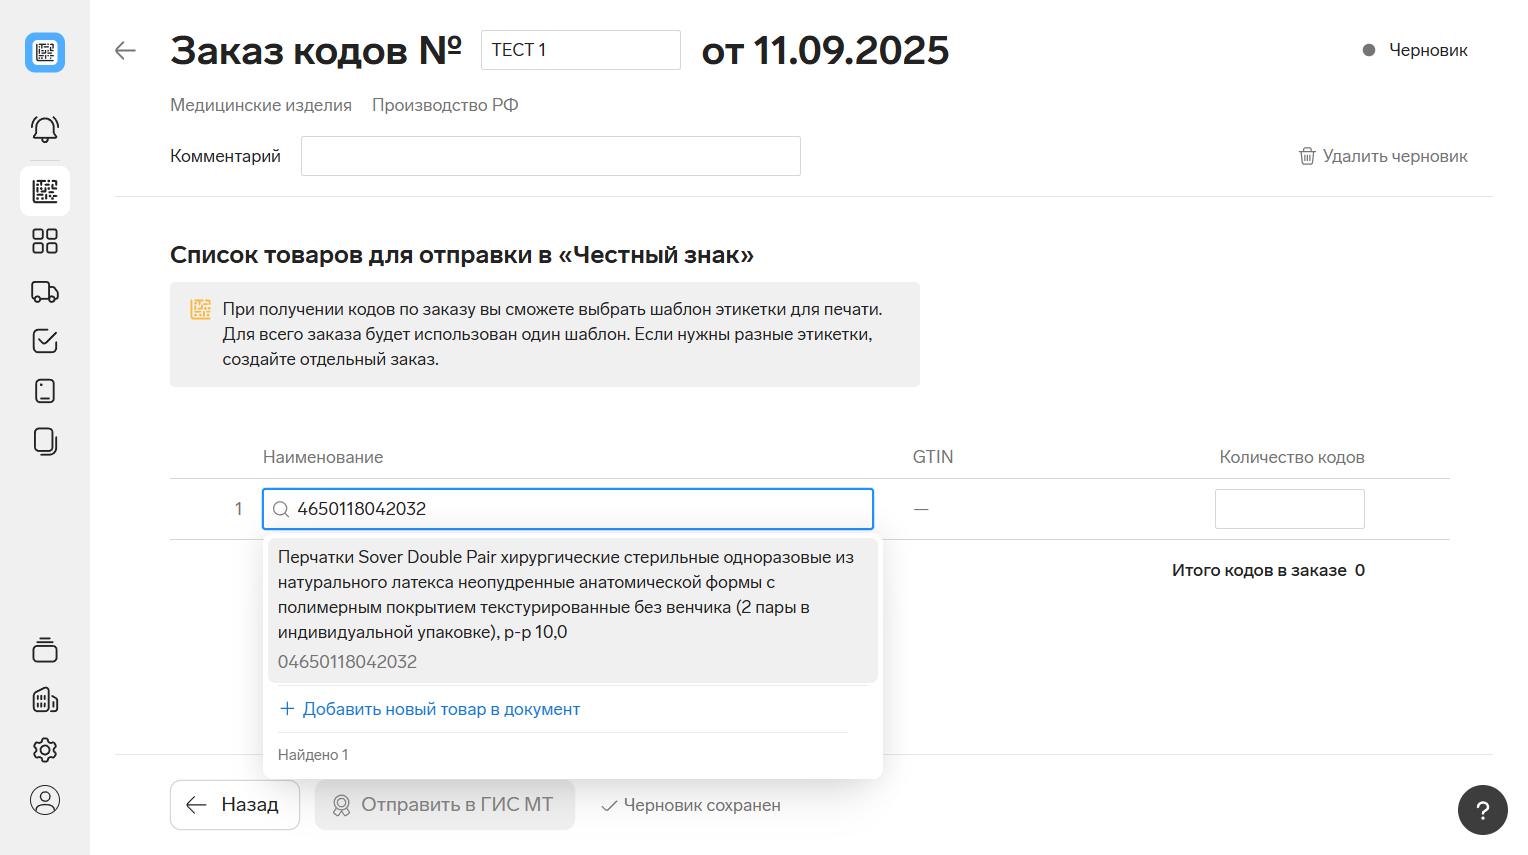 Заказ кодов № ТЕСТ 1 от 11.09.2025
Черновик
Медицинские изделия Производство РФ
Комментарий
Удалить черновик
Список товаров для отправки в «Честный знак»
При получении кодов по заказу вы сможете выбрать шаблон этикетки для печати.
Для всего заказа будет использован один шаблон. Если нужны разные этикетки,
создайте отдельный заказ.
Наименование GTIN Количество кодов
1 4650118042032 —
Перчатки Sover Double Pair хирургические стерильные одноразовые из
натурального латекса неопудренные анатомической формы с
полимерным покрытием текстурированные без венчика (2 пары в
индивидуальной упаковке), р-р 10,0
04650118042032
Итого кодов в заказе 0
+ Добавить новый товар в документ
Найдено 1
Назад
Отправить в ГИС МТ
Черновик сохранен
?